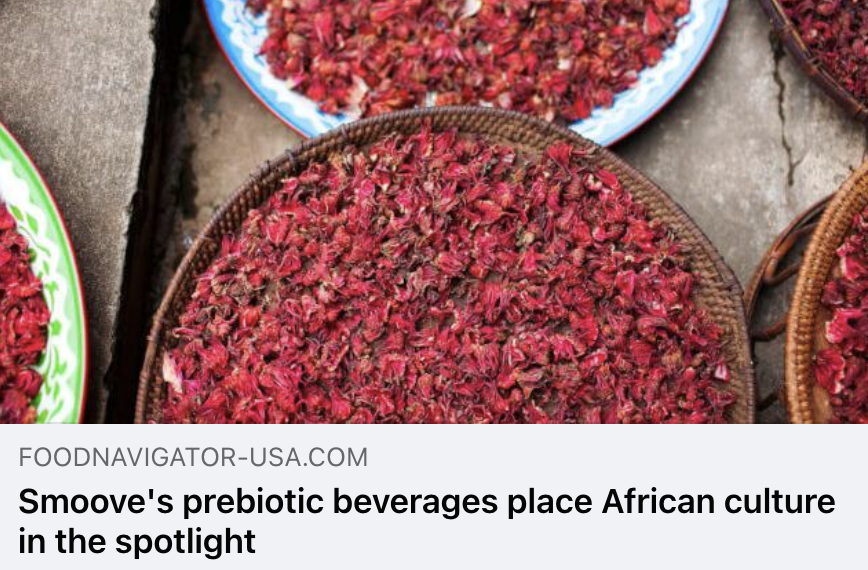 FOODNAVIGATOR-USA.COM
Smoove's prebiotic beverages place African culture
in the spotlight